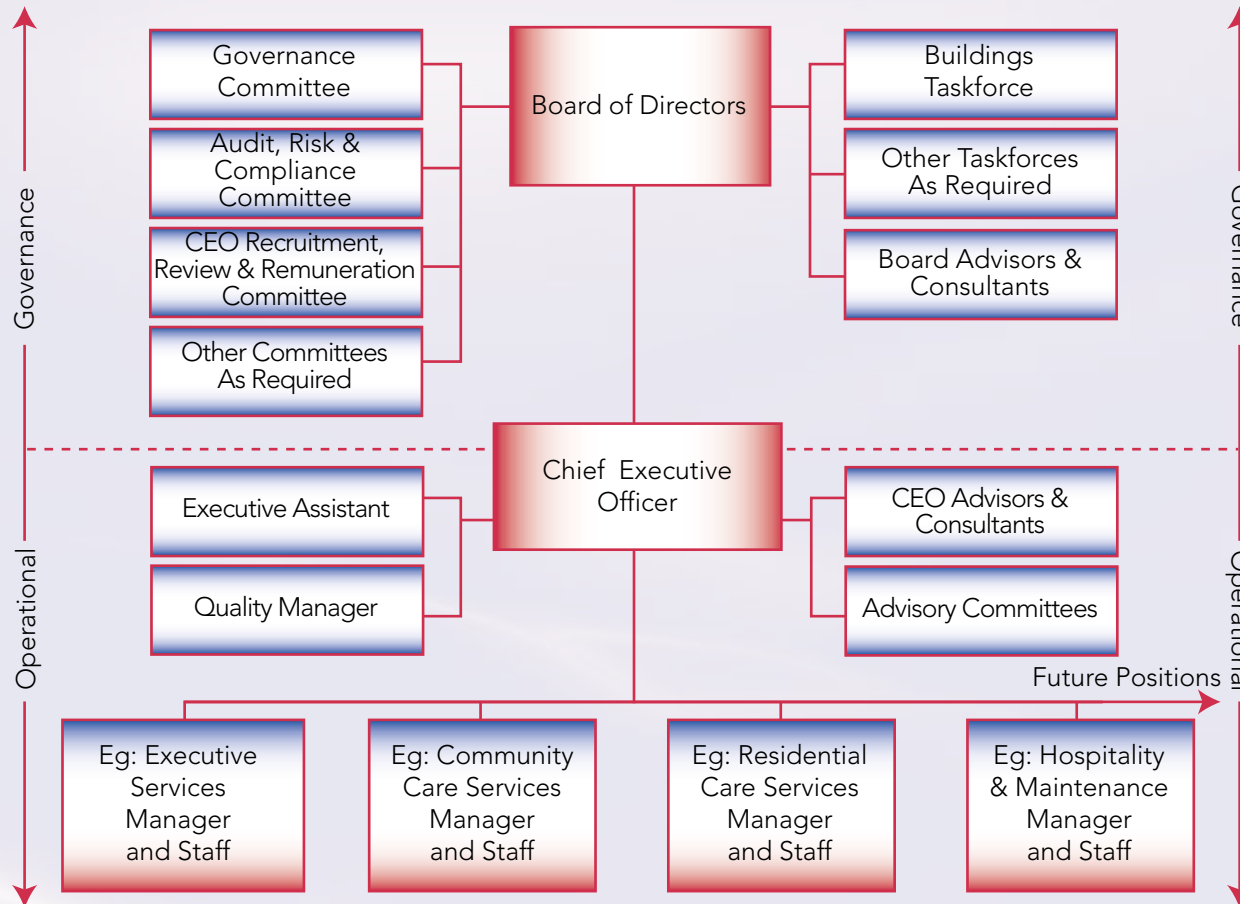 Governance
Committee
Audit, Risk &
Compliance
Committee
CEO Recruitment,
Review & Remuneration
Committee
Other Committees
As Required
Board of Directors
Buildings
Taskforce
Other Taskforces
As Required
Board Advisors &
Consultants
Governance
Governance
Chief Executive
Officer
Executive Assistant
Quality Manager
CEO Advisors &
Consultants
Advisory Committees
Operational
Operational
Future Positions
Eg: Executive
Services
Manager
and Staff
Eg: Community
Care Services
Manager
and Staff
Eg: Residential
Care Services
Manager
and Staff
Eg: Hospitality
& Maintenance
Manager
and Staff